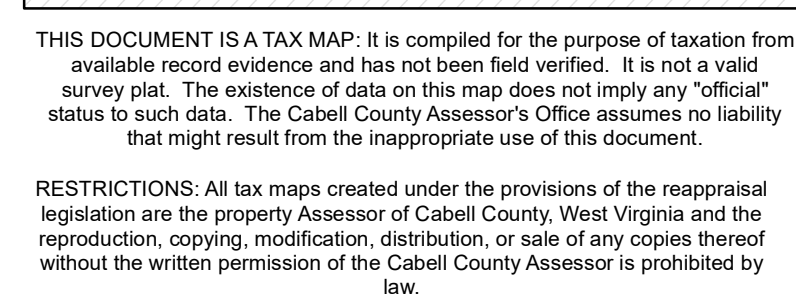 THIS DOCUMENT IS A TAX MAP: It is compiled for the purpose of taxation from
available record evidence and has not been field verified.  It is not a valid
survey plat.  The existence of data on this map does not imply any "official"
status to such data.  The Cabell County Assessor's Office assumes no liability
that might result from the inappropriate use of this document.
RESTRICTIONS: All tax maps created under the provisions of the reappraisal
legislation are the property Assessor of Cabell County, West Virginia and the
reproduction, copying, modification, distribution, or sale of any copies thereof
without the written permission of the Cabell County Assessor is prohibited by
law.